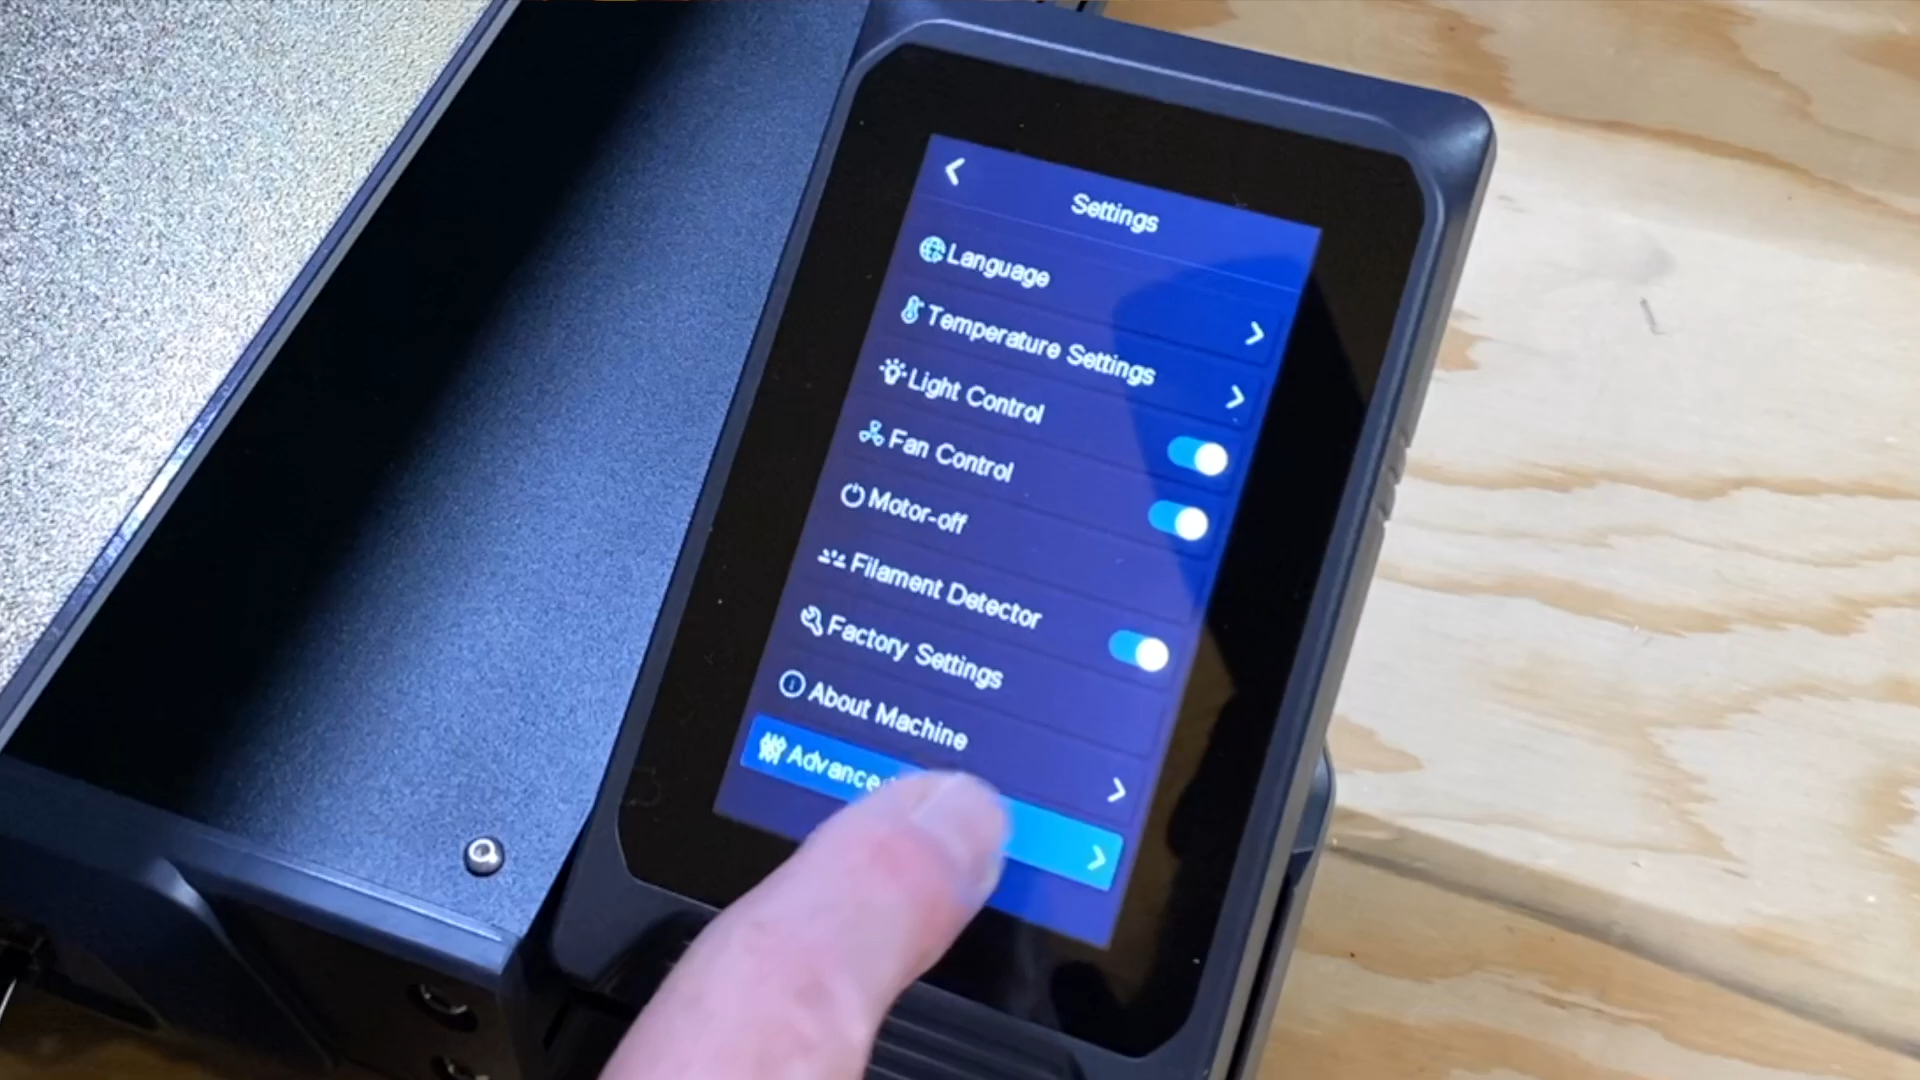 Settings
Language
Temperature Settings
Light Control
Fan Control
Motor-off
Filament Detector
Factory Settings
About Machine
Advance